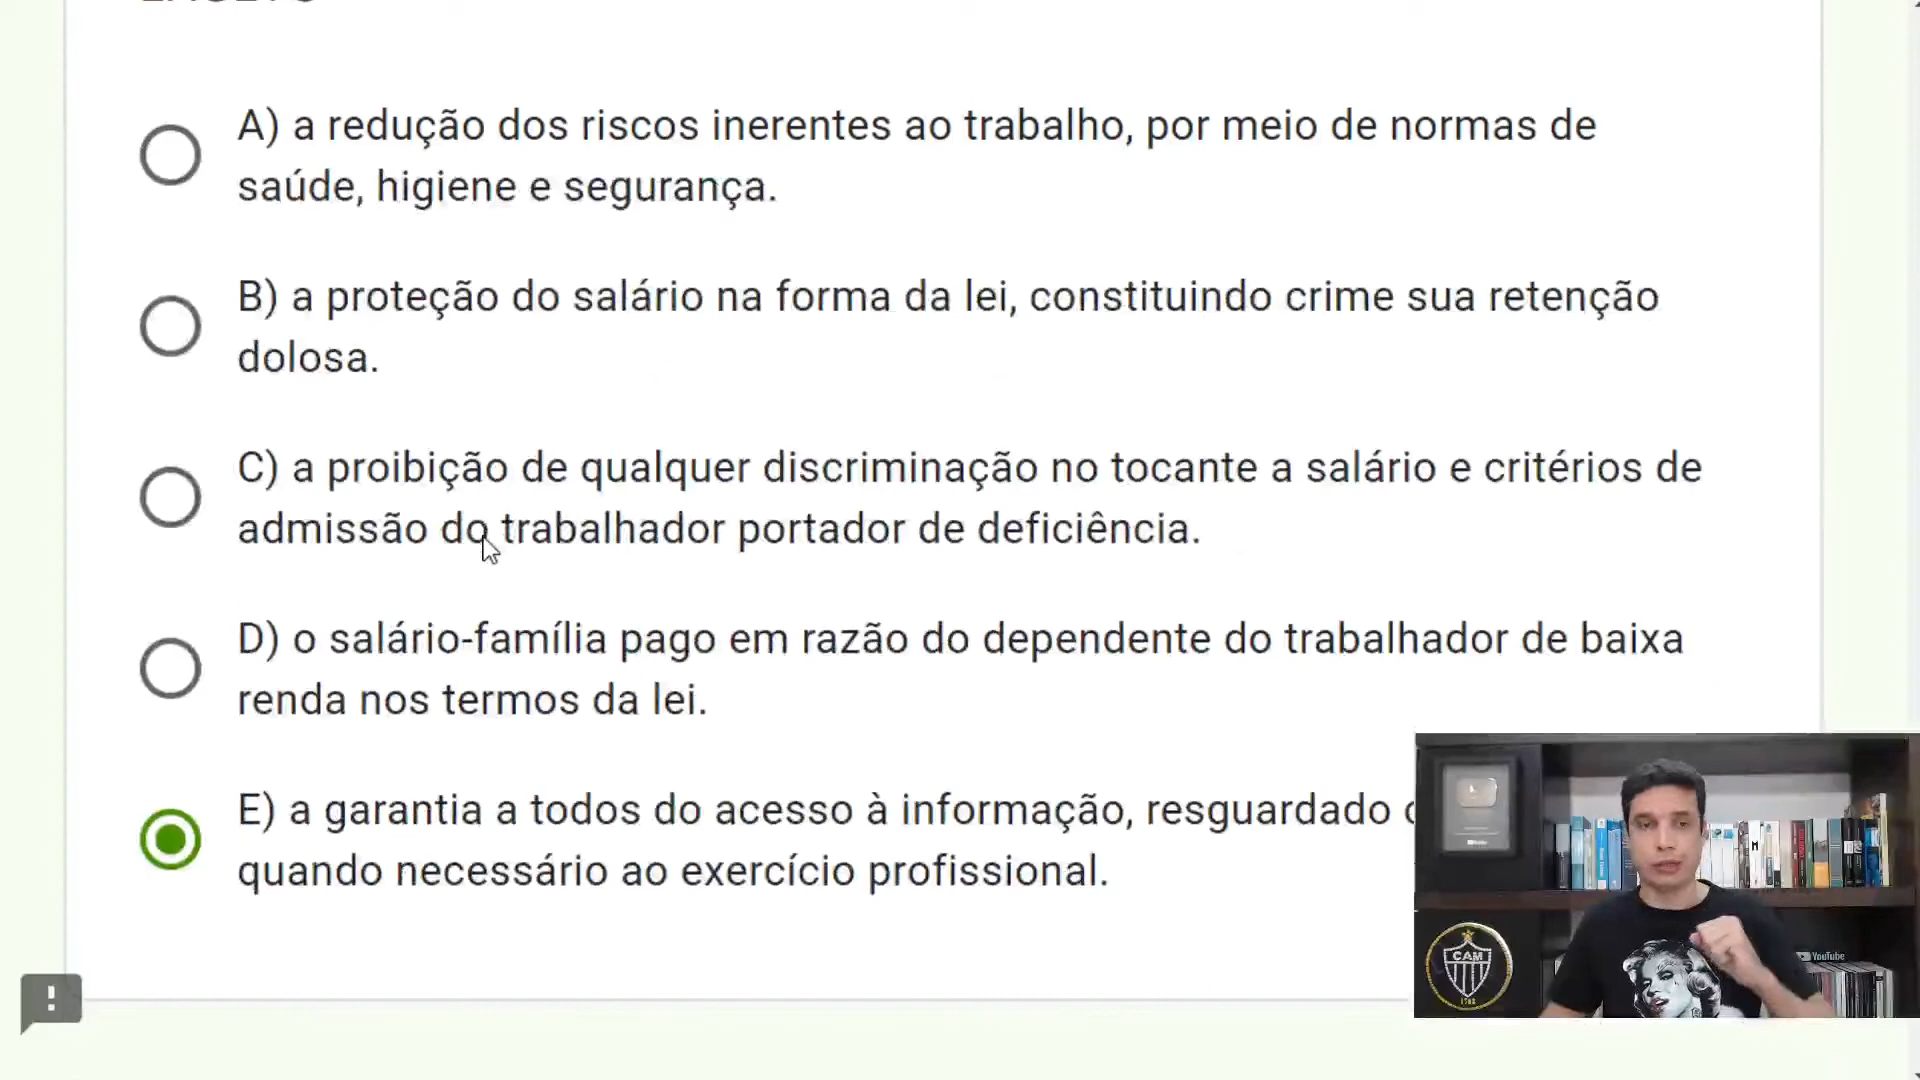 A) a redução dos riscos inerentes ao trabalho, por meio de normas de
saúde, higiene e segurança.
B) a proteção do salário na forma da lei, constituindo crime sua retenção
dolosa.
C) a proibição de qualquer discriminação no tocante a salário e critérios de
admissão do trabalhador portador de deficiência.
D) o salário-família pago em razão do dependente do trabalhador de baixa
renda nos termos da lei.
E) a garantia a todos do acesso à informação, resguardado
quando necessário ao exercício profissional.
CAM
YouTube